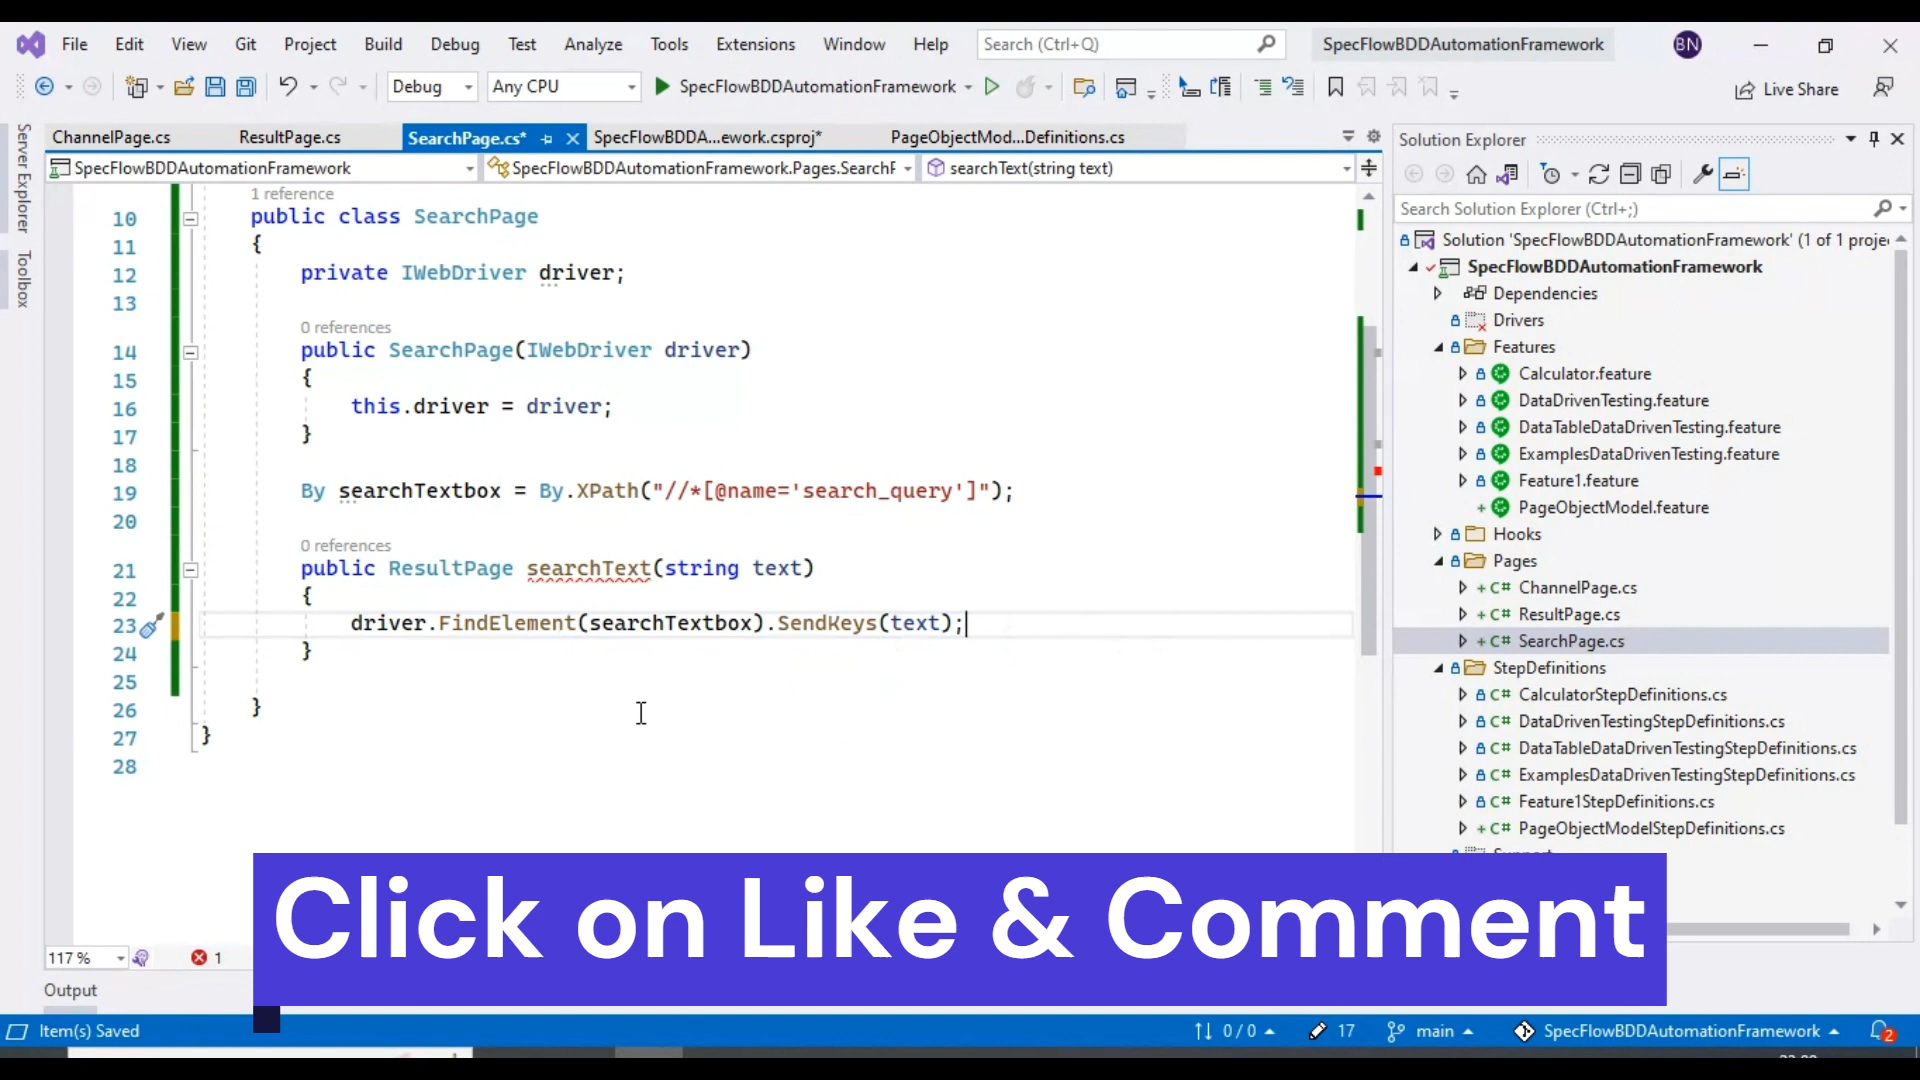 File Edit View Git Project Build Debug Test Analyze Tools Extensions Window Help Search (Ctrl+Q) SpecFlowBDDAutomationFramework BN
Debug Any CPU SpecFlowBDDAutomationFramework Live Share
ChannelPage.cs ResultPage.cs SearchPage.cs* SpecFlowBDDA...ework.csproj* PageObjectMod...Definitions.cs
SpecFlowBDDAutomationFramework SpecFlowBDDAutomationFramework.Pages.SearchP searchText(string text)
1 reference
10 public class SearchPage
11 {
12 private IWebDriver driver;
13
0 references
14 public SearchPage(IWebDriver driver)
15 {
16 this.driver = driver;
17 }
18
19 By searchTextbox = By.XPath("//*[@name='search_query']");
20
0 references
21 public ResultPage searchText(string text)
22 {
23 driver.FindElement(searchTextbox).SendKeys(text);
24 }
25
26 }
27 }
28
Server Explorer
Toolbox
Solution Explorer
Search Solution Explorer (Ctrl+;)
Solution 'SpecFlowBDDAutomationFramework' (1 of 1 proje
SpecFlowBDDAutomationFramework
Dependencies
Drivers
Features
Calculator.feature
DataDrivenTesting.feature
DataTableDataDrivenTesting.feature
ExamplesDataDrivenTesting.feature
Feature1.feature
PageObjectModel.feature
Hooks
Pages
C# ChannelPage.cs
C# ResultPage.cs
C# SearchPage.cs
StepDefinitions
C# CalculatorStepDefinitions.cs
C# DataDrivenTestingStepDefinitions.cs
C# DataTableDataDrivenTestingStepDefinitions.cs
C# ExamplesDataDrivenTestingStepDefinitions.cs
C# Feature1StepDefinitions.cs
C# PageObjectModelStepDefinitions.cs
Click on Like & Comment
117 % 1
Output
Item(s) Saved 0 / 0 17 main SpecFlowBDDAutomationFramework 2